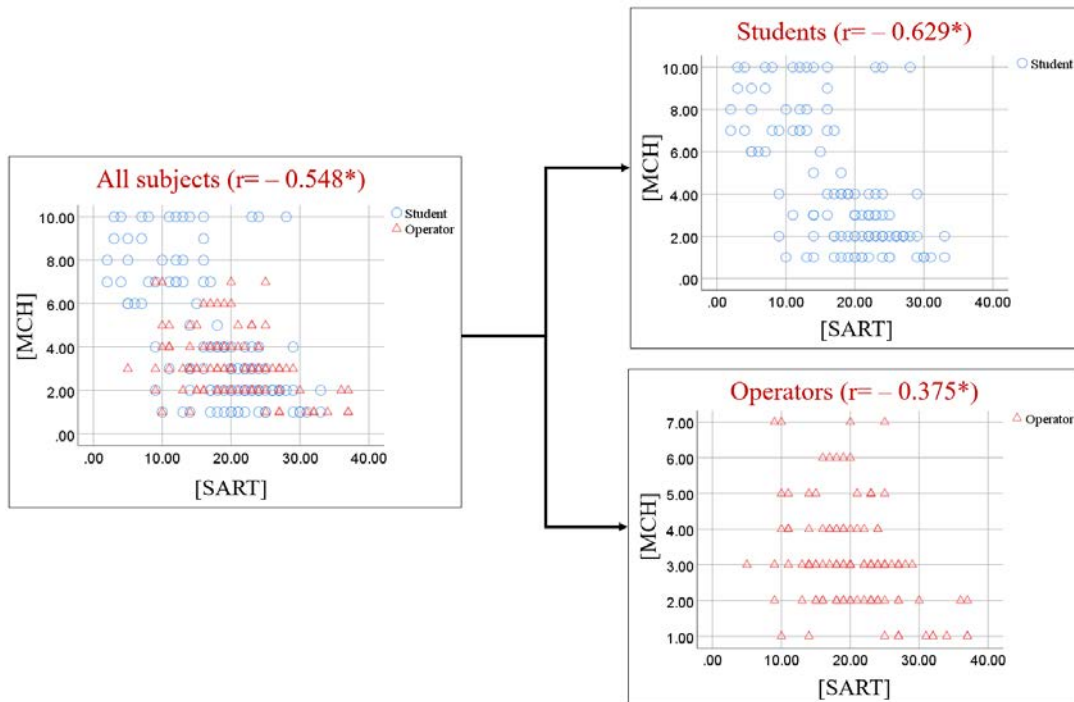 All subjects (r= – 0.548*)
Student
Operator
10.00
8.00
6.00
4.00
2.00
.00
[MCH]
.00 10.00 20.00 30.00 40.00
[SART]
Students (r= – 0.629*)
Student
10.00
8.00
6.00
4.00
2.00
.00
[MCH]
.00 10.00 20.00 30.00 40.00
[SART]
Operators (r= – 0.375*)
Operator
7.00
6.00
5.00
4.00
3.00
2.00
1.00
[MCH]
.00 10.00 20.00 30.00 40.00
[SART]